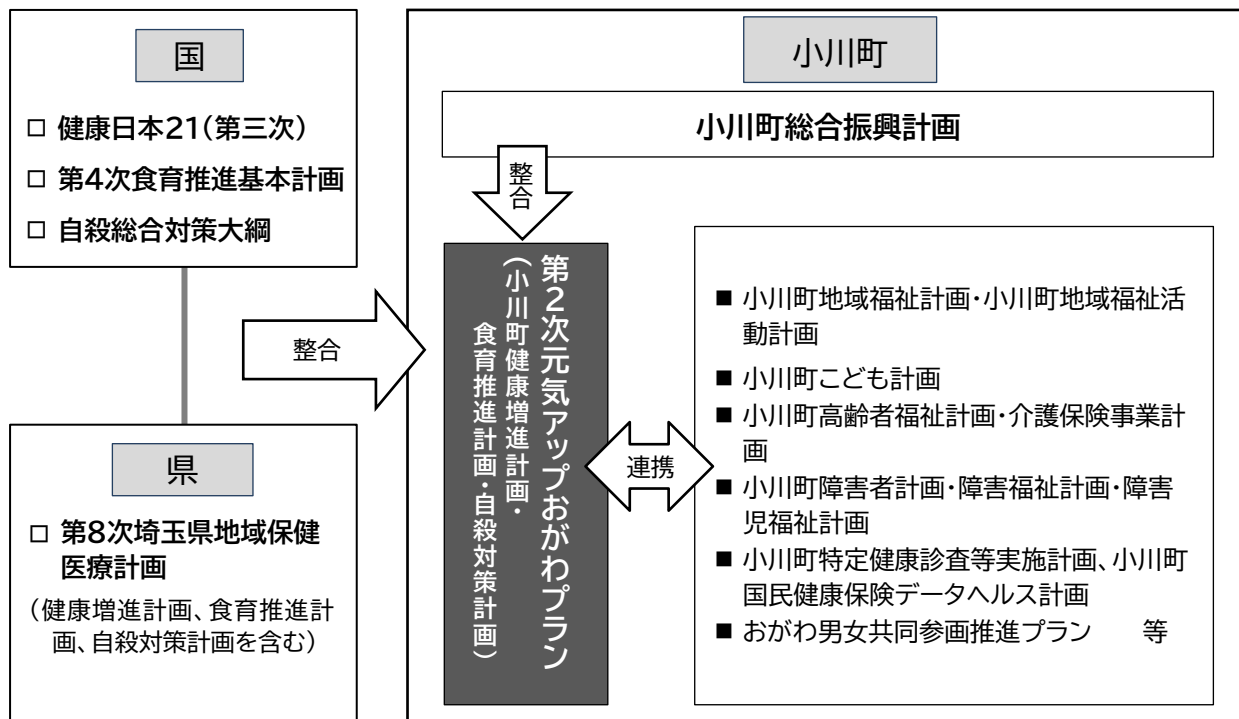 国
□ 健康日本21(第三次)
□ 第4次食育推進基本計画
□ 自殺総合対策大綱
整合
県
□ 第8次埼玉県地域保健
医療計画
(健康増進計画、食育推進計
画、自殺対策計画を含む)
小川町
小川町総合振興計画
整合
第2次元気アップおがわプラン
(小川町健康増進計画・
食育推進計画・自殺対策計画)
連携
■ 小川町地域福祉計画・小川町地域福祉活
動計画
■ 小川町こども計画
■ 小川町高齢者福祉計画・介護保険事業計
画
■ 小川町障害者計画・障害福祉計画・障害
児福祉計画
■ 小川町特定健康診査等実施計画、小川町
国民健康保険データヘルス計画
■ おがわ男女共同参画推進プラン 等